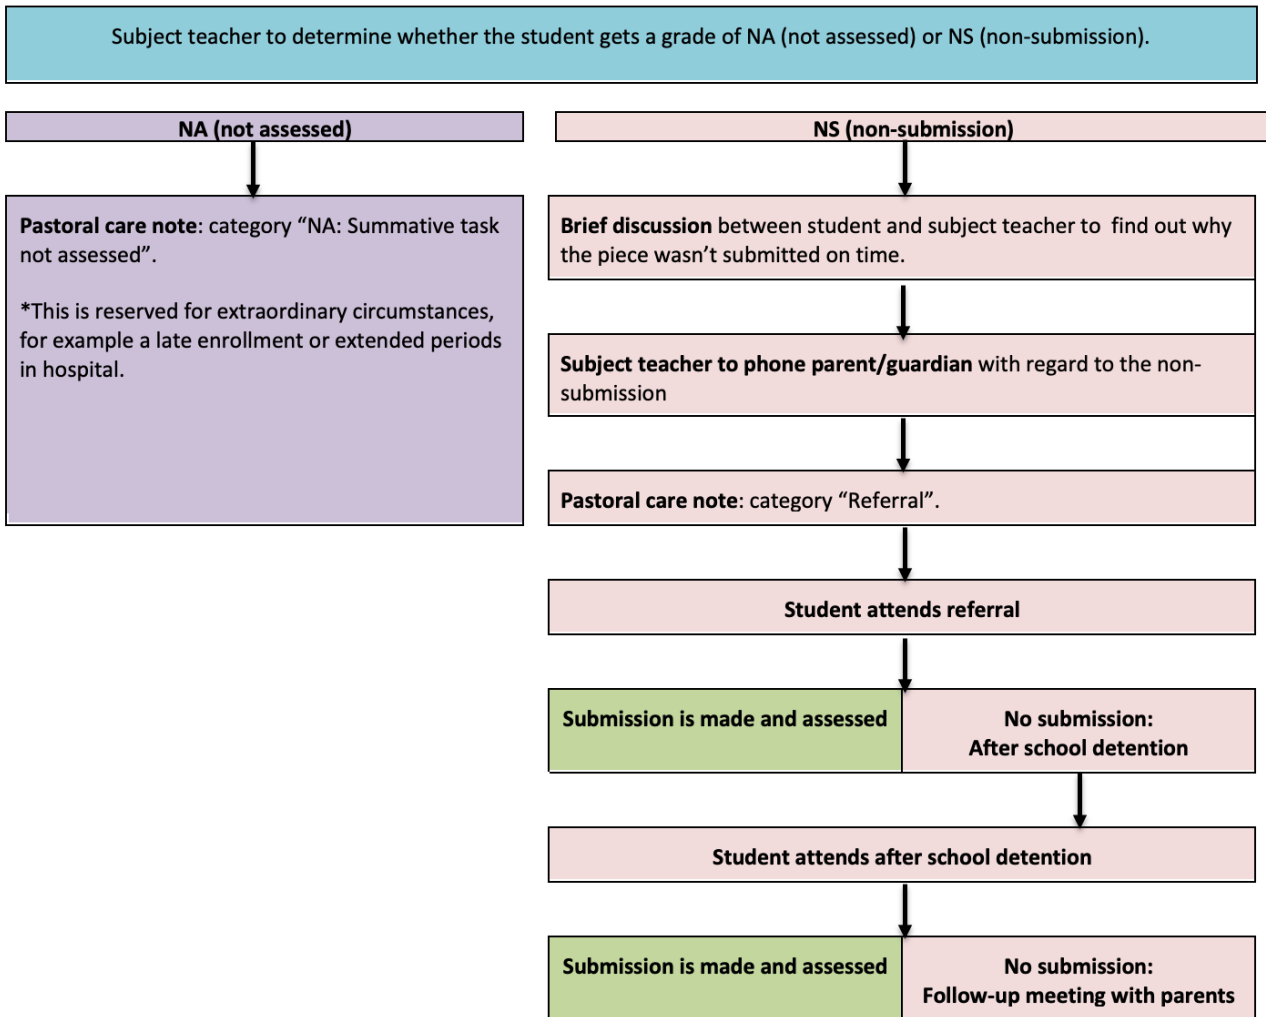 Subject teacher to determine whether the student gets a grade of NA (not assessed) or NS (non-submission).
NA (not assessed)
Pastoral care note: category “NA: Summative task
not assessed”.
*This is reserved for extraordinary circumstances,
for example a late enrollment or extended periods
in hospital.
NS (non-submission)
Brief discussion between student and subject teacher to  find out why
the piece wasn’t submitted on time.
Subject teacher to phone parent/guardian with regard to the non-
submission
Pastoral care note: category “Referral”.
Student attends referral
Submission is made and assessed
No submission:
After school detention
Student attends after school detention
Submission is made and assessed
No submission:
Follow-up meeting with parents